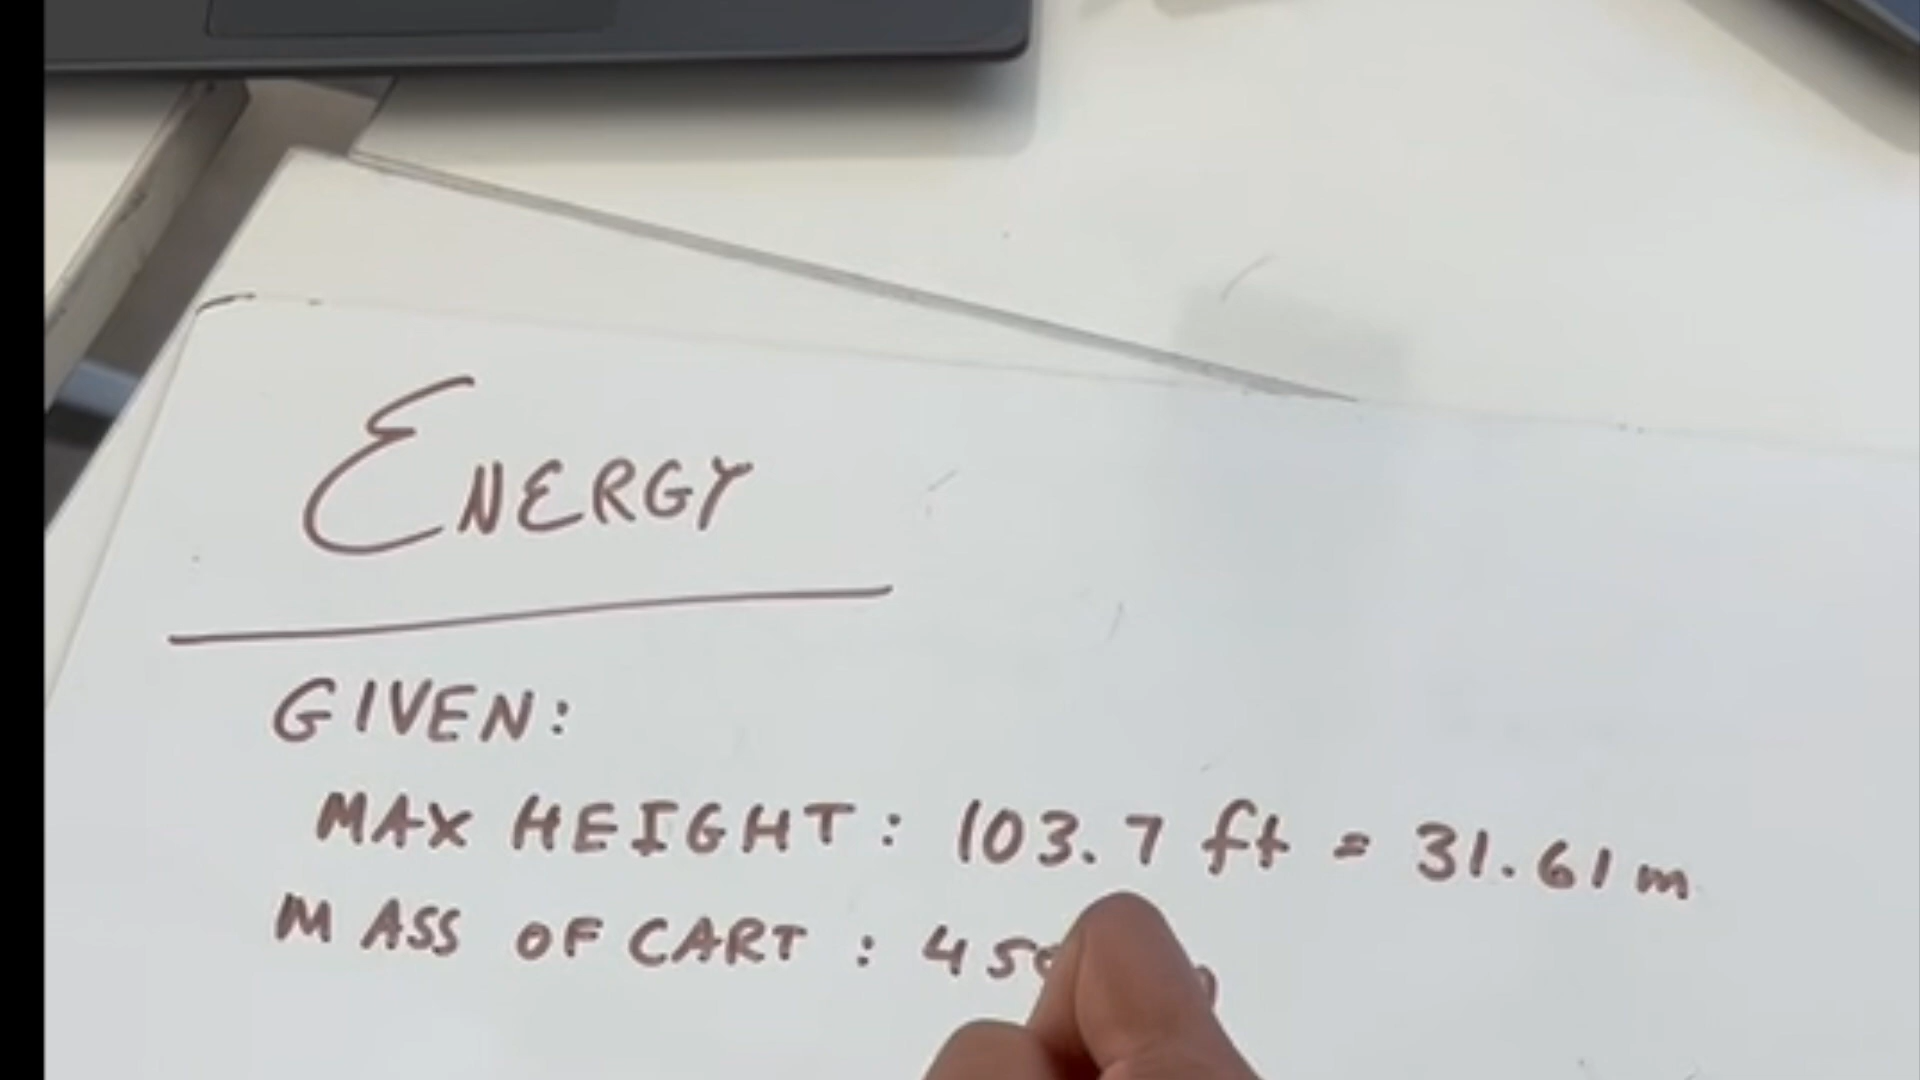 ENERGY
GIVEN:
MAX HEIGHT: 103.7 ft = 31.61 m
MASS OF CART :